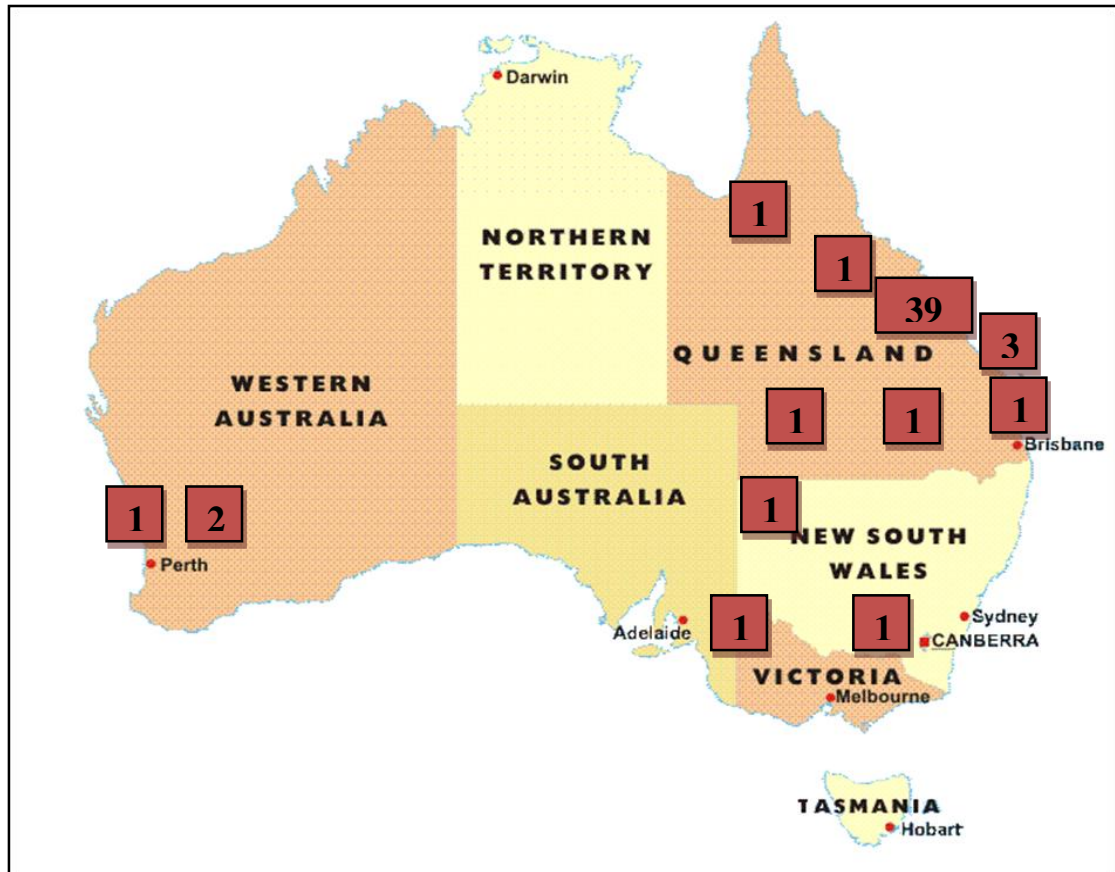 Darwin
1
NORTHERN
TERRITORY
1
39
3
QUEENSLAND
WESTERN
AUSTRALIA
1
1
1
Brisbane
SOUTH
AUSTRALIA
1
1
2
NEW SOUTH
WALES
Perth
Sydney
Adelaide
1
1
CANBERRA
VICTORIA
Melbourne
TASMANIA
Hobart